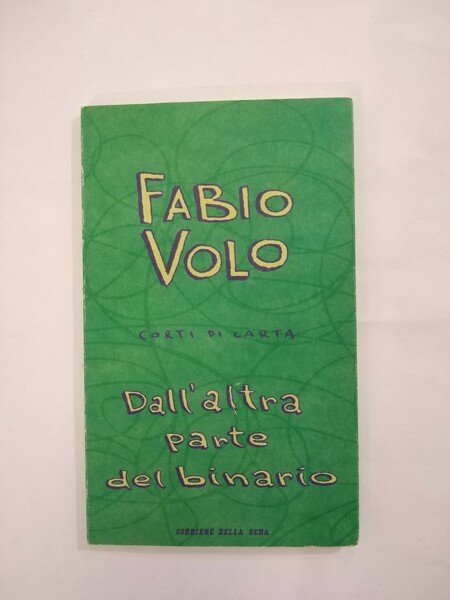 FABIO
VOLO
CORTI DI CARTA
Dall'altra
parte
del binario
CORRIERE DELLA SERA